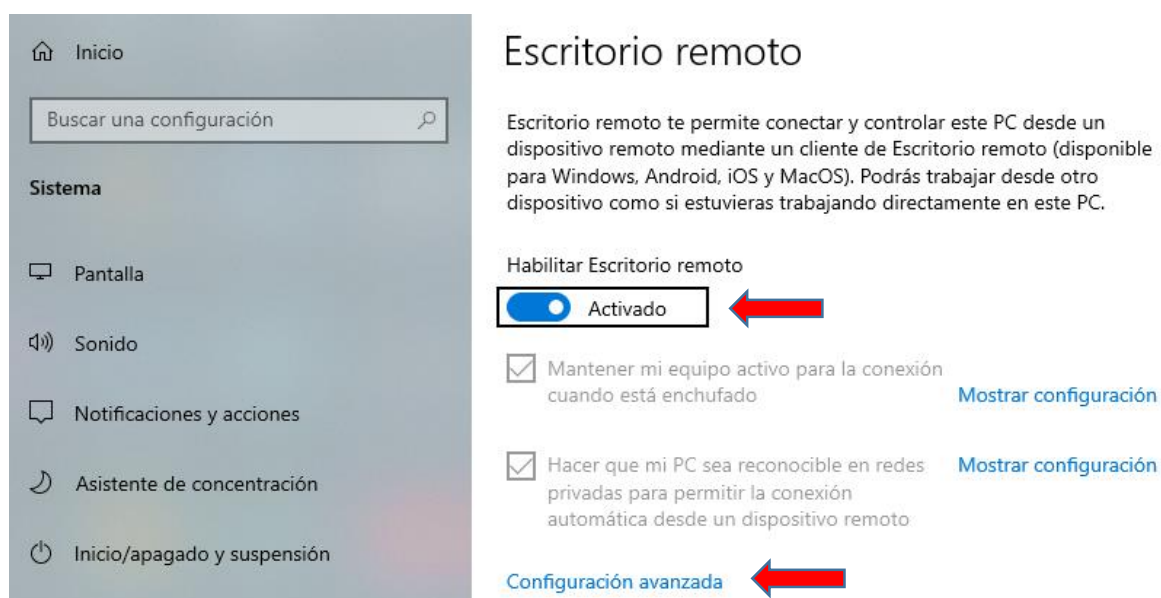 Inicio
Buscar una configuración
Sistema
Pantalla
Sonido
Notificaciones y acciones
Asistente de concentración
Inicio/apagado y suspensión
Escritorio remoto
Escritorio remoto te permite conectar y controlar este PC desde un
dispositivo remoto mediante un cliente de Escritorio remoto (disponible
para Windows, Android, iOS y MacOS). Podrás trabajar desde otro
dispositivo como si estuvieras trabajando directamente en este PC.
Habilitar Escritorio remoto
Activado
Mantener mi equipo activo para la conexión
cuando está enchufado
Mostrar configuración
Hacer que mi PC sea reconocible en redes
privadas para permitir la conexión
automática desde un dispositivo remoto
Mostrar configuración
Configuración avanzada